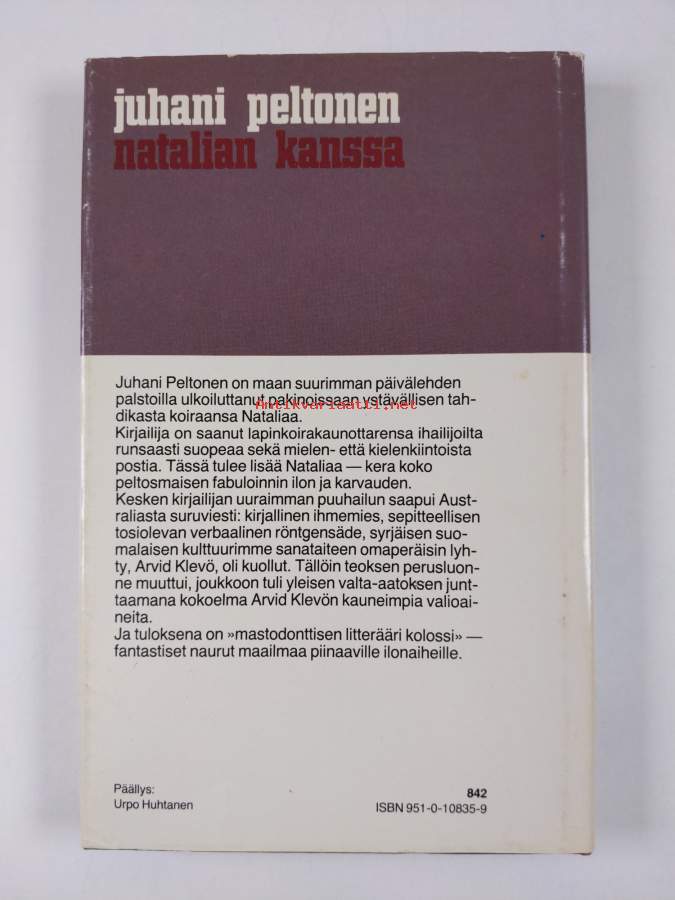 juhani peltonen
natalian kanssa
Juhani Peltonen on maan suurimman päivälehden
palstoilla ulkoiluttanut pakinoissaan ystävällisen tah-
Antikvariaatti.net
dikasta koiraansa Nataliaa.
Kirjailija on saanut lapinkoirakaunottarensa ihailijoilta
runsaasti suopeaa sekä mielen- että kielenkiintoista
postia. Tässä tulee lisää Nataliaa — kera koko
peltosmaisen fabuloinnin ilon ja karvauden.
Kesken kirjailijan uuraimman puuhailun saapui Aust-
raliasta suruviesti: kirjallinen ihmemies, sepitteellisen
tosiolevan verbaalinen röntgensäde, syrjäisen suo-
malaisen kulttuurimme sanataiteen omaperäisin lyh-
ty, Arvid Klevö, oli kuollut. Tällöin teoksen perusluon-
ne muuttui, joukkoon tuli yleisen valta-aatoksen junt-
taamana kokoelma Arvid Klevön kauneimpia valioai-
neita.
Ja tuloksena on »mastodonttisen litterääri kolossi» —
fantastiset naurut maailmaa piinaaville ilonaiheille.
Päällys:
Urpo Huhtanen
842
ISBN 951-0-10835-9